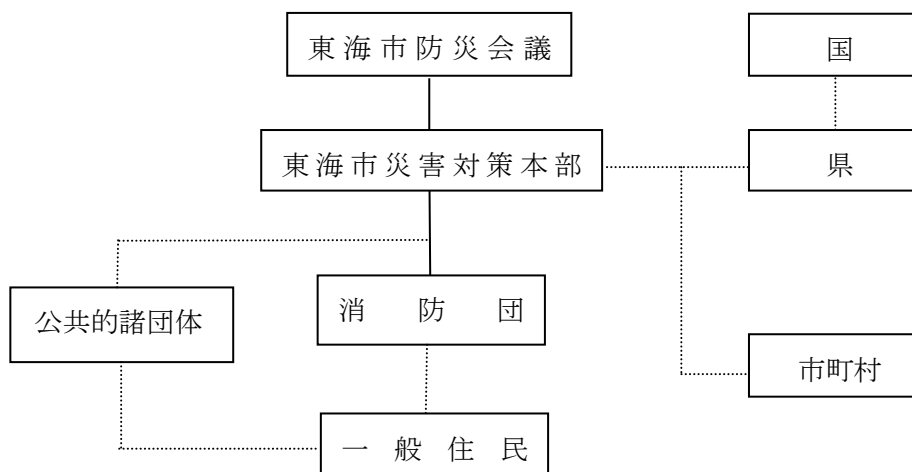 東海市防災会議
国
東海市災害対策本部
県
公共的諸団体
消防団
市町村
一般住民